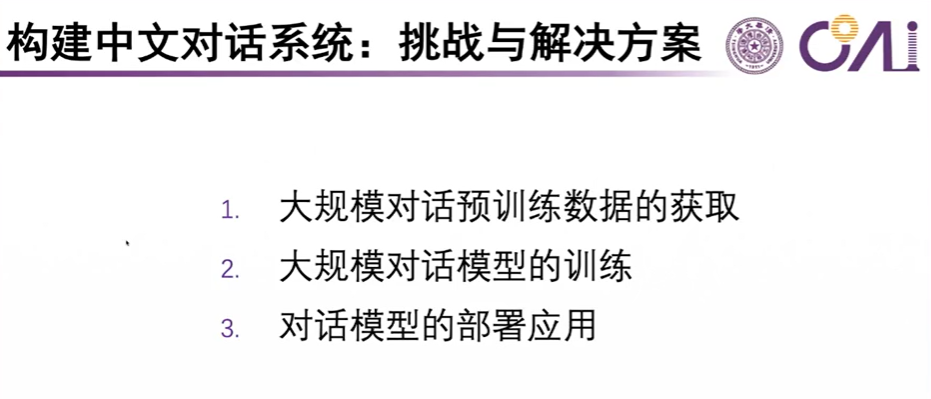 构建中文对话系统：挑战与解决方案
COAI
1. 大规模对话预训练数据的获取
2. 大规模对话模型的训练
3. 对话模型的部署应用